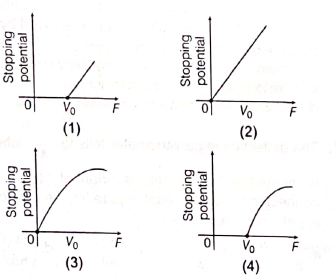 Stopping
potential
0
V₀
F
(1)
Stopping
potential
0
V₀
F
(2)
Stopping
potential
0
V₀
F
(3)
Stopping
potential
0
V₀
F
(4)